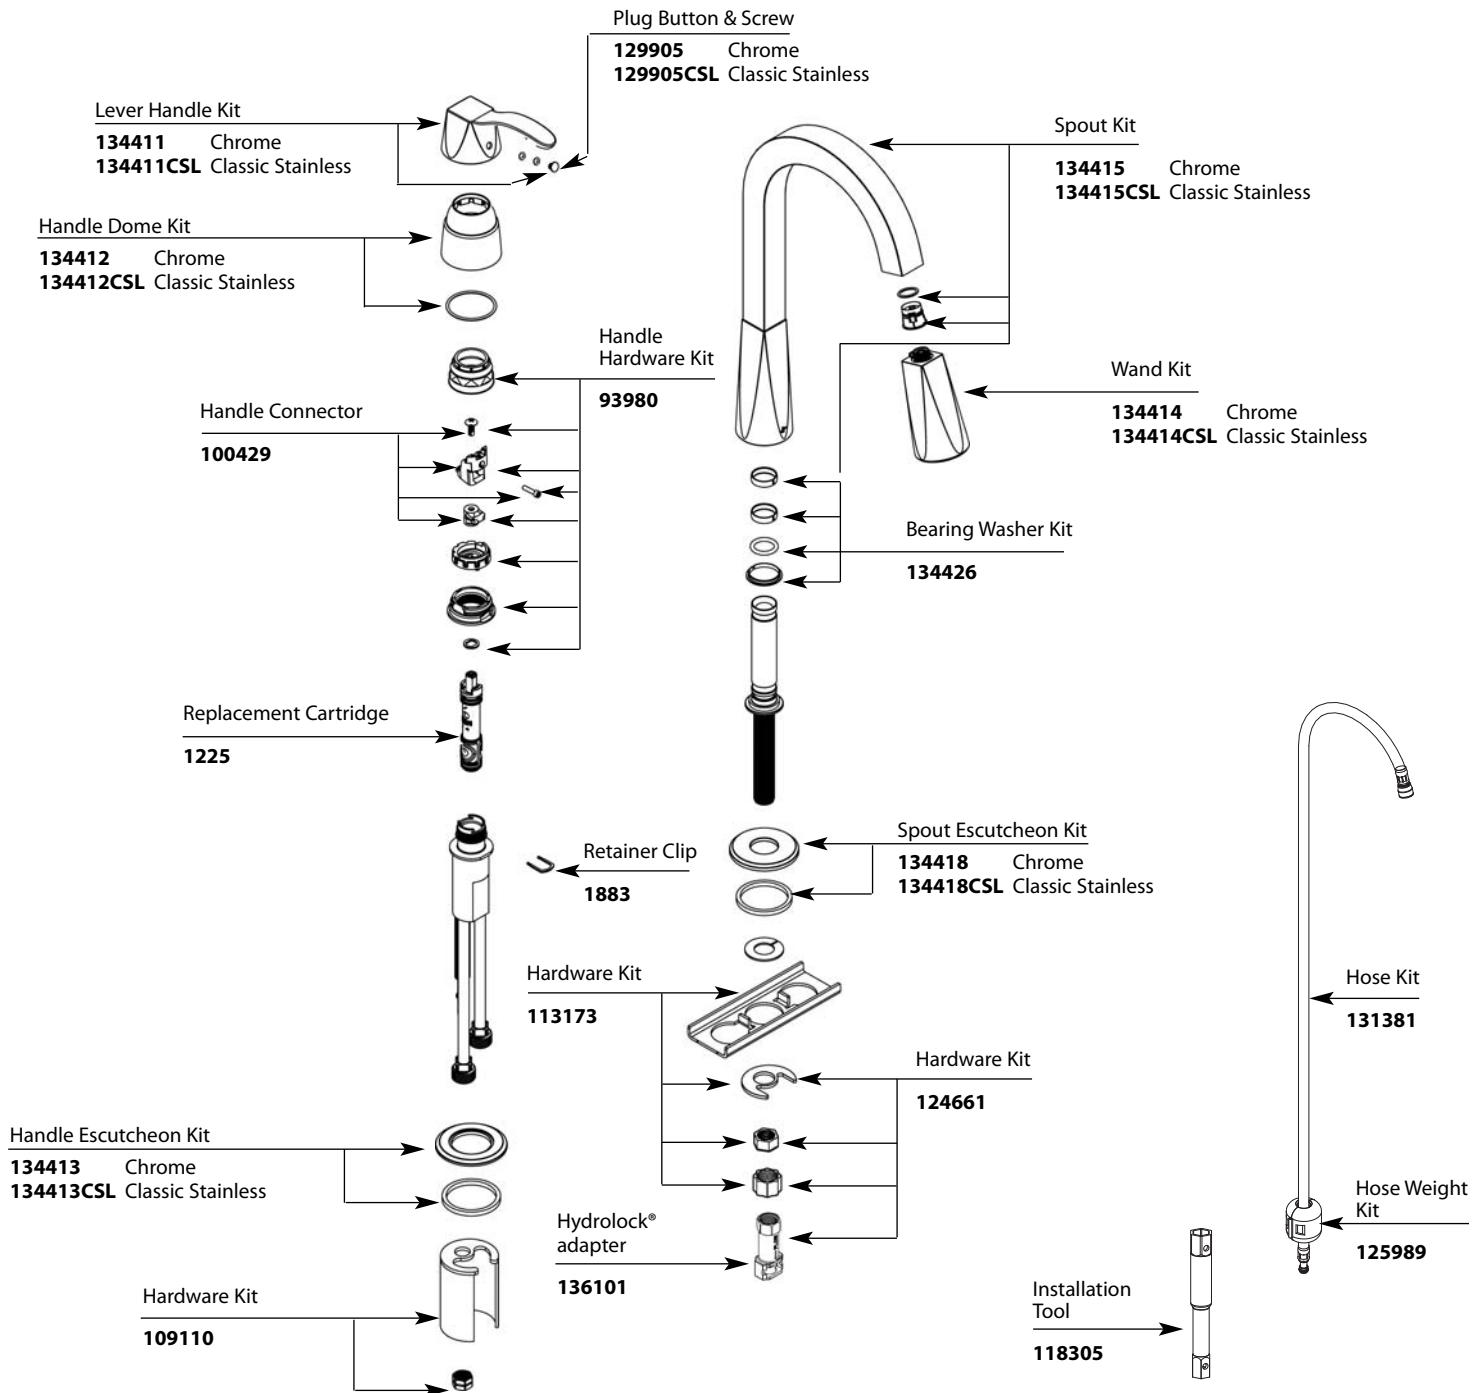 Plug Button & Screw
129905 Chrome
129905CSL Classic Stainless
Lever Handle Kit
134411 Chrome
134411CSL Classic Stainless
Spout Kit
134415 Chrome
134415CSL Classic Stainless
Handle Dome Kit
134412 Chrome
134412CSL Classic Stainless
Handle
Hardware Kit
93980
Wand Kit
134414 Chrome
134414CSL Classic Stainless
Handle Connector
100429
Bearing Washer Kit
134426
Replacement Cartridge
1225
Retainer Clip
1883
Spout Escutcheon Kit
134418 Chrome
134418CSL Classic Stainless
Hardware Kit
113173
Hose Kit
131381
Hardware Kit
124661
Handle Escutcheon Kit
134413 Chrome
134413CSL Classic Stainless
Hydrolock®
adapter
136101
Hose Weight
Kit
125989
Hardware Kit
109110
Installation
Tool
118305